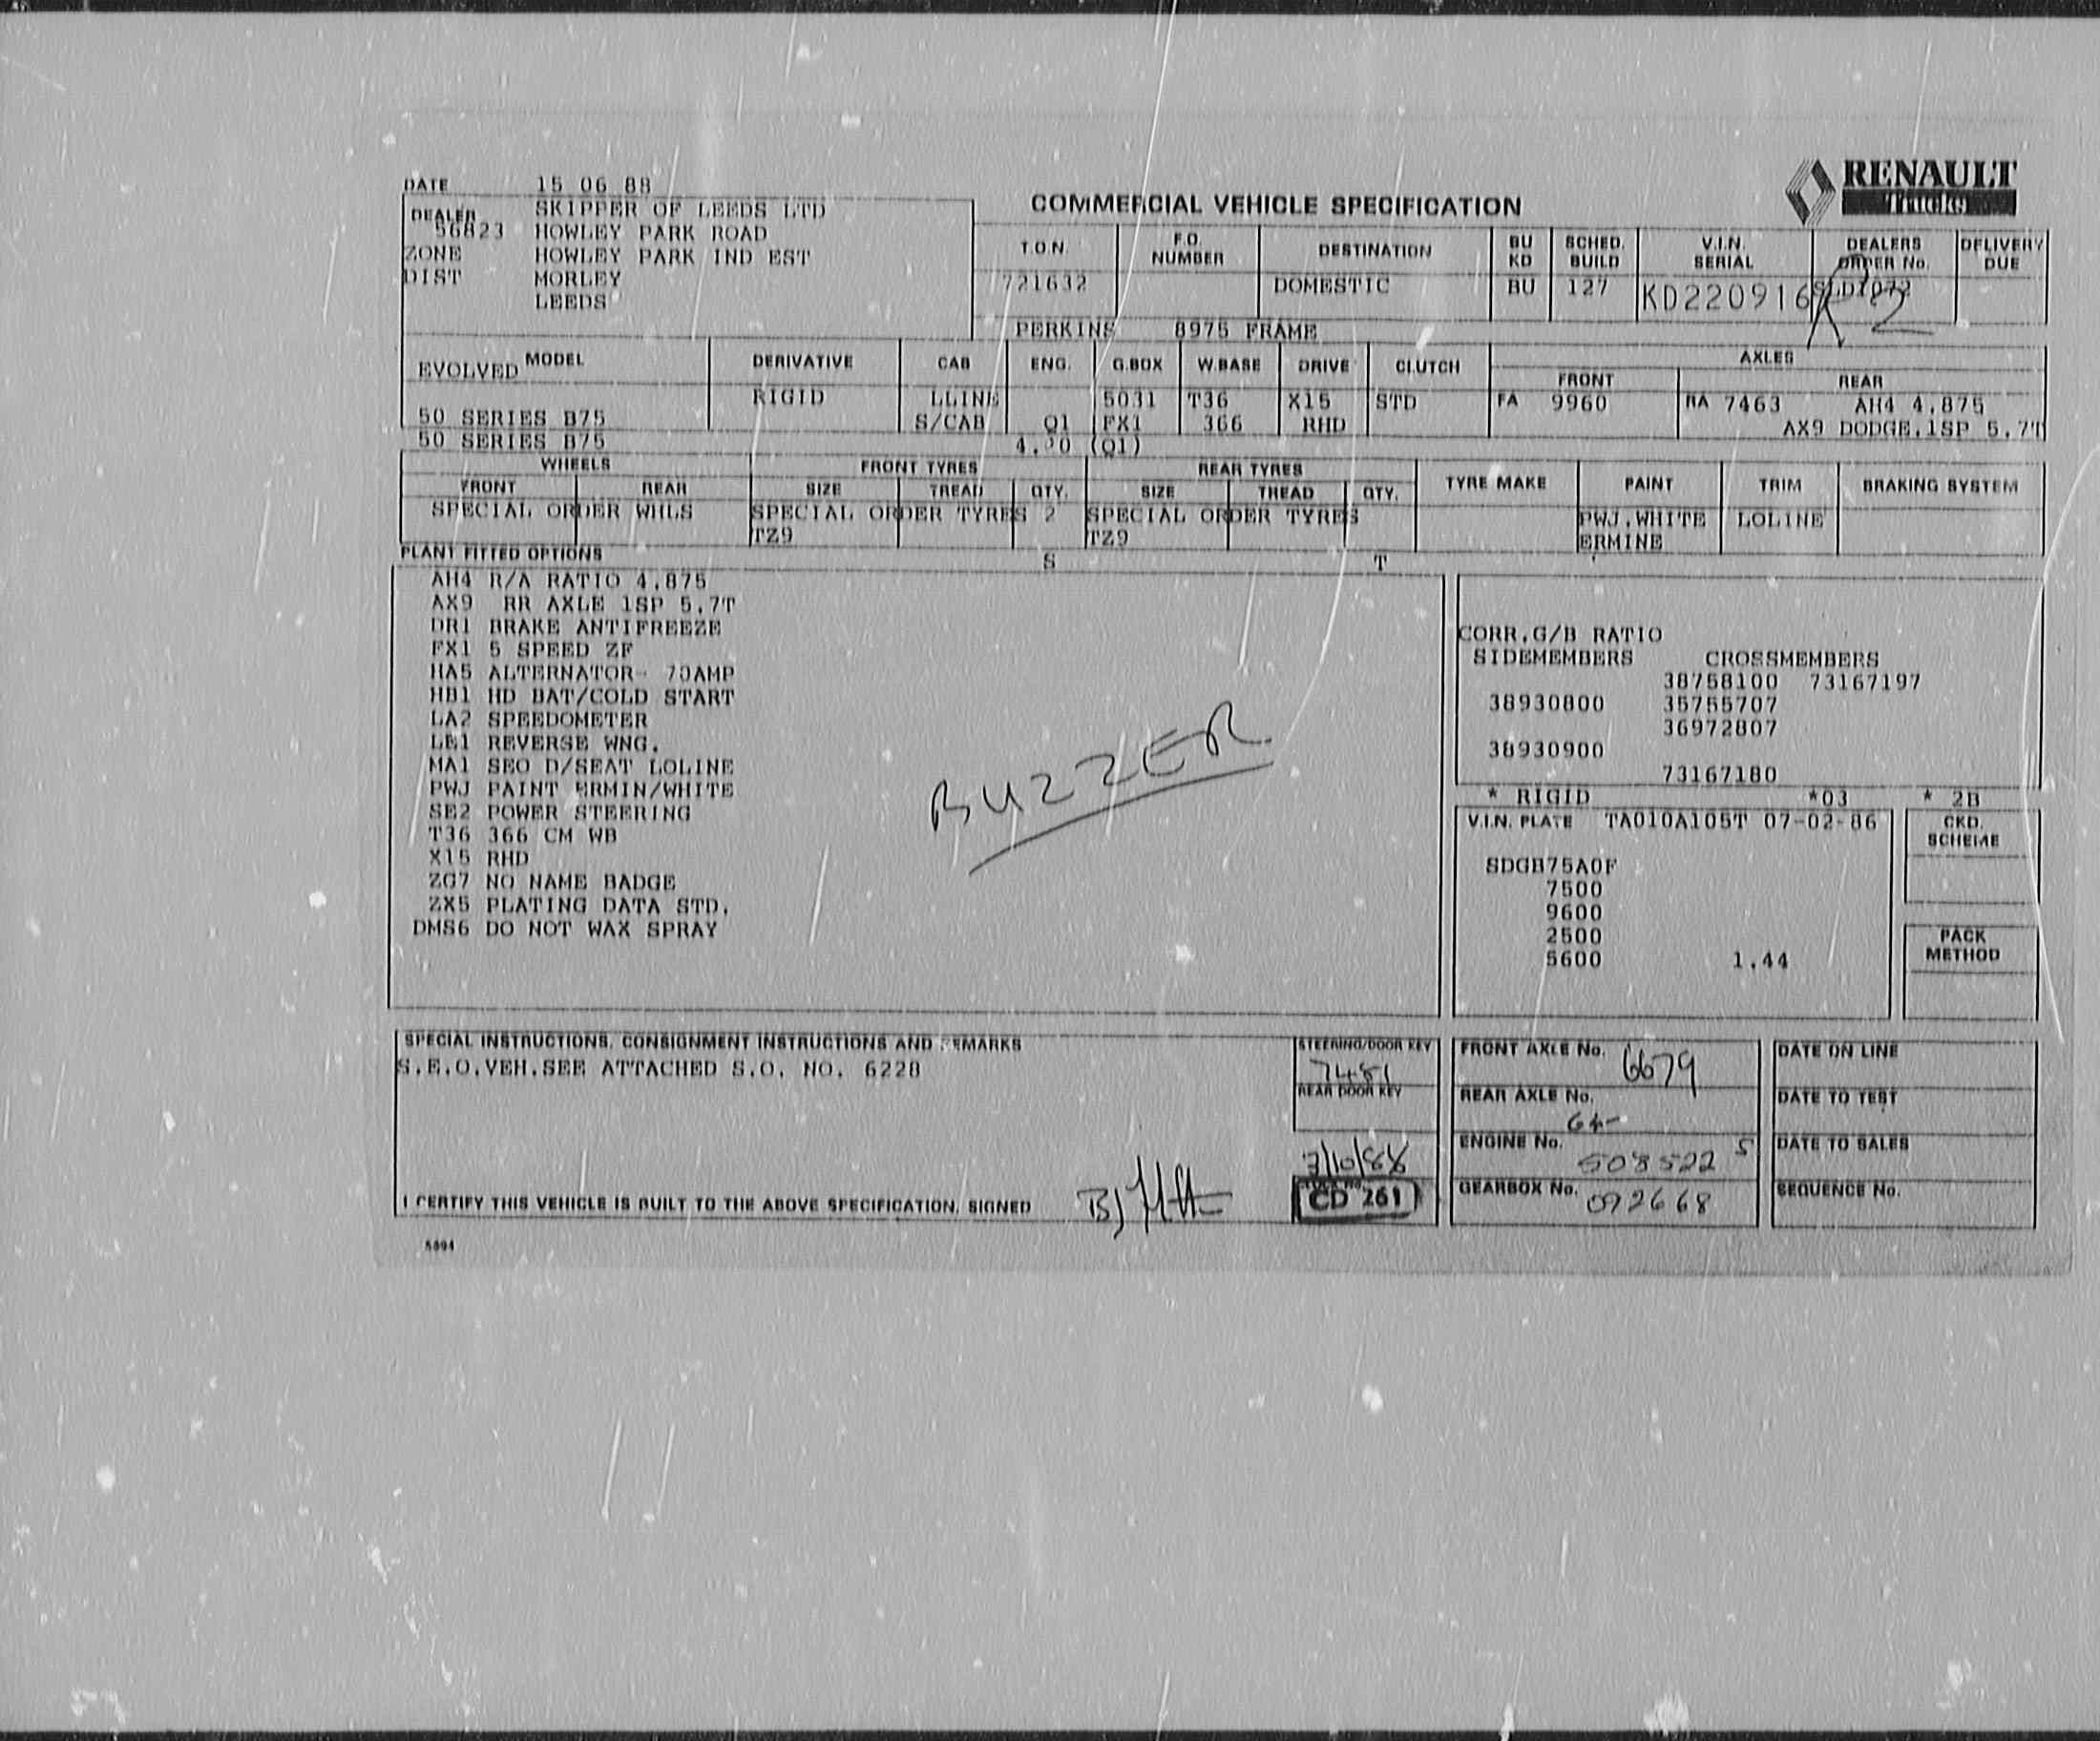 RENAULT
Trucks
DATE 15 06 88
COMMERCIAL VEHICLE SPECIFICATION
DEALER SKIPPER OF LEEDS LTD
56823 HOWLEY PARK ROAD
ZONE HOWLEY PARK IND EST
DIST MORLEY
LEEDS
T.O.N. F.O. NUMBER DESTINATION BU KD SCHED. BUILD V.I.N. SERIAL DEALERS ORDER No. DELIVERY DUE
721632 DOMESTIC BU 127 KD220916
PERKINS 8975 FRAME
MODEL DERIVATIVE CAB ENG. G.BOX W.BASE DRIVE CLUTCH AXLES
EVOLVED FRONT REAR
RIGID LLINE 5031 T36 X15 STD FA 9960 RA 7463 AH4 4.875
50 SERIES B75 S/CAB Q1 FX1 366 RHD AX9 DODGE.1SP 5.7T
50 SERIES B75 (Q1)
WHEELS FRONT TYRES REAR TYRES TYRE MAKE PAINT TRIM BRAKING SYSTEM
FRONT REAR SIZE TREAD QTY. SIZE TREAD QTY.
SPECIAL ORDER WHLS SPECIAL ORDER TYRES 2 SPECIAL ORDER TYRES PWJ.WHITE LOLINE
TZ9 TZ9 ERMINE
PLANT FITTED OPTIONS S T
AH4 R/A RATIO 4.875
AX9 RR AXLE 1SP 5.7T
DR1 BRAKE ANTIFREEZE
FX1 5 SPEED ZF
HA5 ALTERNATOR- 70AMP
HB1 HD BAT/COLD START
LA2 SPEEDOMETER
LE1 REVERSE WNG.
MA1 SEO D/SEAT LOLINE
PWJ PAINT ERMIN/WHITE
SE2 POWER STEERING
T36 366 CM WB
X15 RHD
ZG7 NO NAME BADGE
ZX5 PLATING DATA STD.
DMS6 DO NOT WAX SPRAY
BUZZER
CORR.G/B RATIO
SIDEMEMBERS CROSSMEMBERS
38758100 73167197
38930800 35755707
36972807
38930900
73167180
* RIGID *03 * 2B
V.I.N. PLATE TA010A105T 07-02-86
SDGB75A0F
7500
9600
2500
5600 1.44
CKD. SCHEME
PACK METHOD
SPECIAL INSTRUCTIONS, CONSIGNMENT INSTRUCTIONS AND REMARKS
S.E.O.VEH.SEE ATTACHED S.O. NO. 6228
I CERTIFY THIS VEHICLE IS BUILT TO THE ABOVE SPECIFICATION. SIGNED
STEERING/DOOR KEY
7481
REAR DOOR KEY
CD 261
FRONT AXLE No. 6679
REAR AXLE No.
ENGINE No. 508522 5
GEARBOX No. 092668
DATE ON LINE
DATE TO TEST
DATE TO SALES
SEQUENCE No.
5894